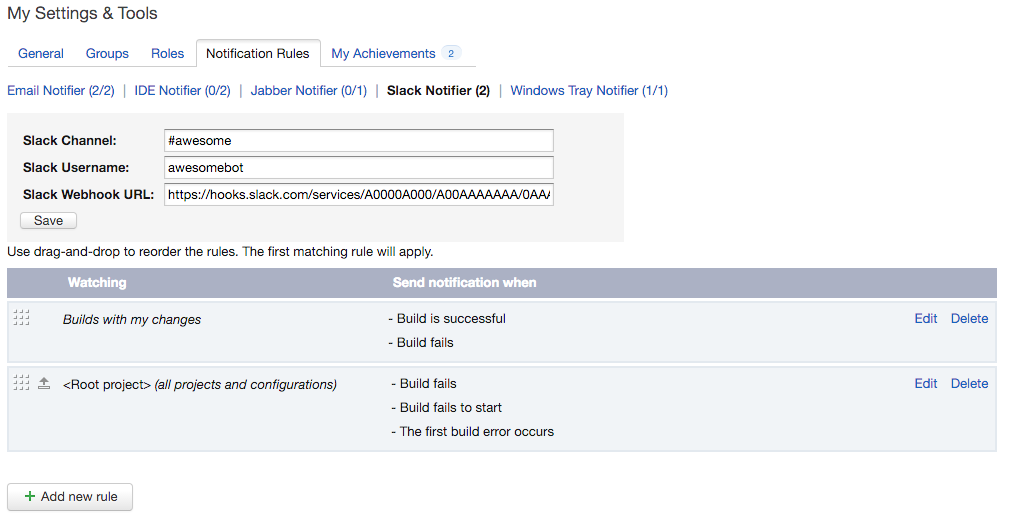 My Settings & Tools
General Groups Roles Notification Rules My Achievements 2
Email Notifier (2/2) | IDE Notifier (0/2) | Jabber Notifier (0/1) | Slack Notifier (2) | Windows Tray Notifier (1/1)
Slack Channel: #awesome
Slack Username: awesomebot
Slack Webhook URL: https://hooks.slack.com/services/A0000A000/A00AAAAAAA/0AAA
Save
Use drag-and-drop to reorder the rules. The first matching rule will apply.
Watching Send notification when
Builds with my changes - Build is successful Edit Delete
- Build fails
<Root project> (all projects and configurations) - Build fails Edit Delete
- Build fails to start
- The first build error occurs
+ Add new rule